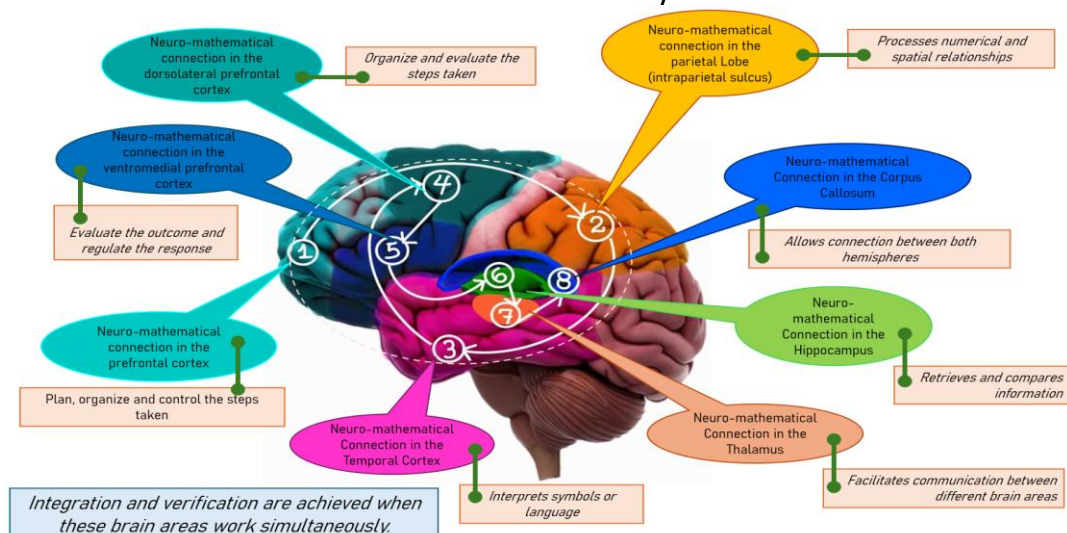 Neuro-mathematical
connection in the
dorsolateral prefrontal
cortex
Organize and evaluate the
steps taken
Neuro-mathematical
connection in the
parietal Lobe
(intraparietal sulcus)
Processes numerical and
spatial relationships
Neuro-mathematical
connection in the
ventromedial prefrontal
cortex
Evaluate the outcome and
regulate the response
Neuro-mathematical
Connection in the Corpus
Callosum
Allows connection between both
hemispheres
4
2
1
5
6
8
7
3
Neuro-
mathematical
Connection in the
Hippocampus
Retrieves and compares
information
Neuro-mathematical
connection in the
prefrontal cortex
Plan, organize and control the steps
taken
Neuro-mathematical
Connection in the
Temporal Cortex
Interprets symbols or
language
Neuro-mathematical
Connection in the
Thalamus
Facilitates communication between
different brain areas
Integration and verification are achieved when
these brain areas work simultaneously.